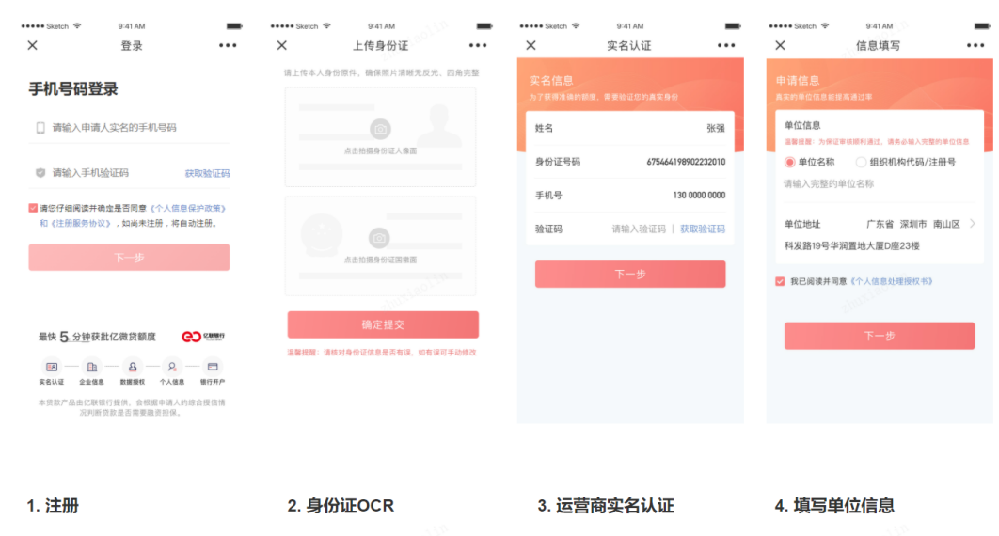 ●●●●● Sketch
9:41 AM
登录
手机号码登录
请输入申请人实名的手机号码
请输入手机验证码
获取验证码
请您仔细阅读并确定是否同意《个人信息保护政策》
和《注册服务协议》，如尚未注册，将自动注册。
下一步
最快 5 分钟获批亿微贷额度
亿联银行
实名认证 企业信息 数据授权 个人信息 银行开户
本贷款产品由亿联银行提供，会根据申请人的综合授信情
况判断贷款是否需要融资担保。
1. 注册
●●●●● Sketch
9:41 AM
上传身份证
请上传本人身份原件，确保照片清晰无反光、四角完整
点击拍摄身份证人像面
点击拍摄身份证国徽面
确定提交
温馨提醒：请核对身份证信息是否有误，如有误可手动修改
2. 身份证OCR
●●●●● Sketch
9:41 AM
实名认证
实名信息
为了获得准确的额度，需要验证您的真实身份
姓名 张强
身份证号码 675464198902232010
手机号 130 0000 0000
验证码 请输入验证码 | 获取验证码
下一步
3. 运营商实名认证
●●●●● Sketch
9:41 AM
信息填写
申请信息
真实的单位信息能提高通过率
单位信息
温馨提醒：为保证审核顺利通过，请务必输入完整的单位信息
单位名称 组织机构代码/注册号
请输入完整的单位名称
单位地址 广东省 深圳市 南山区
科发路19号华润置地大厦D座23楼
我已阅读并同意《个人信息处理授权书》
下一步
4. 填写单位信息